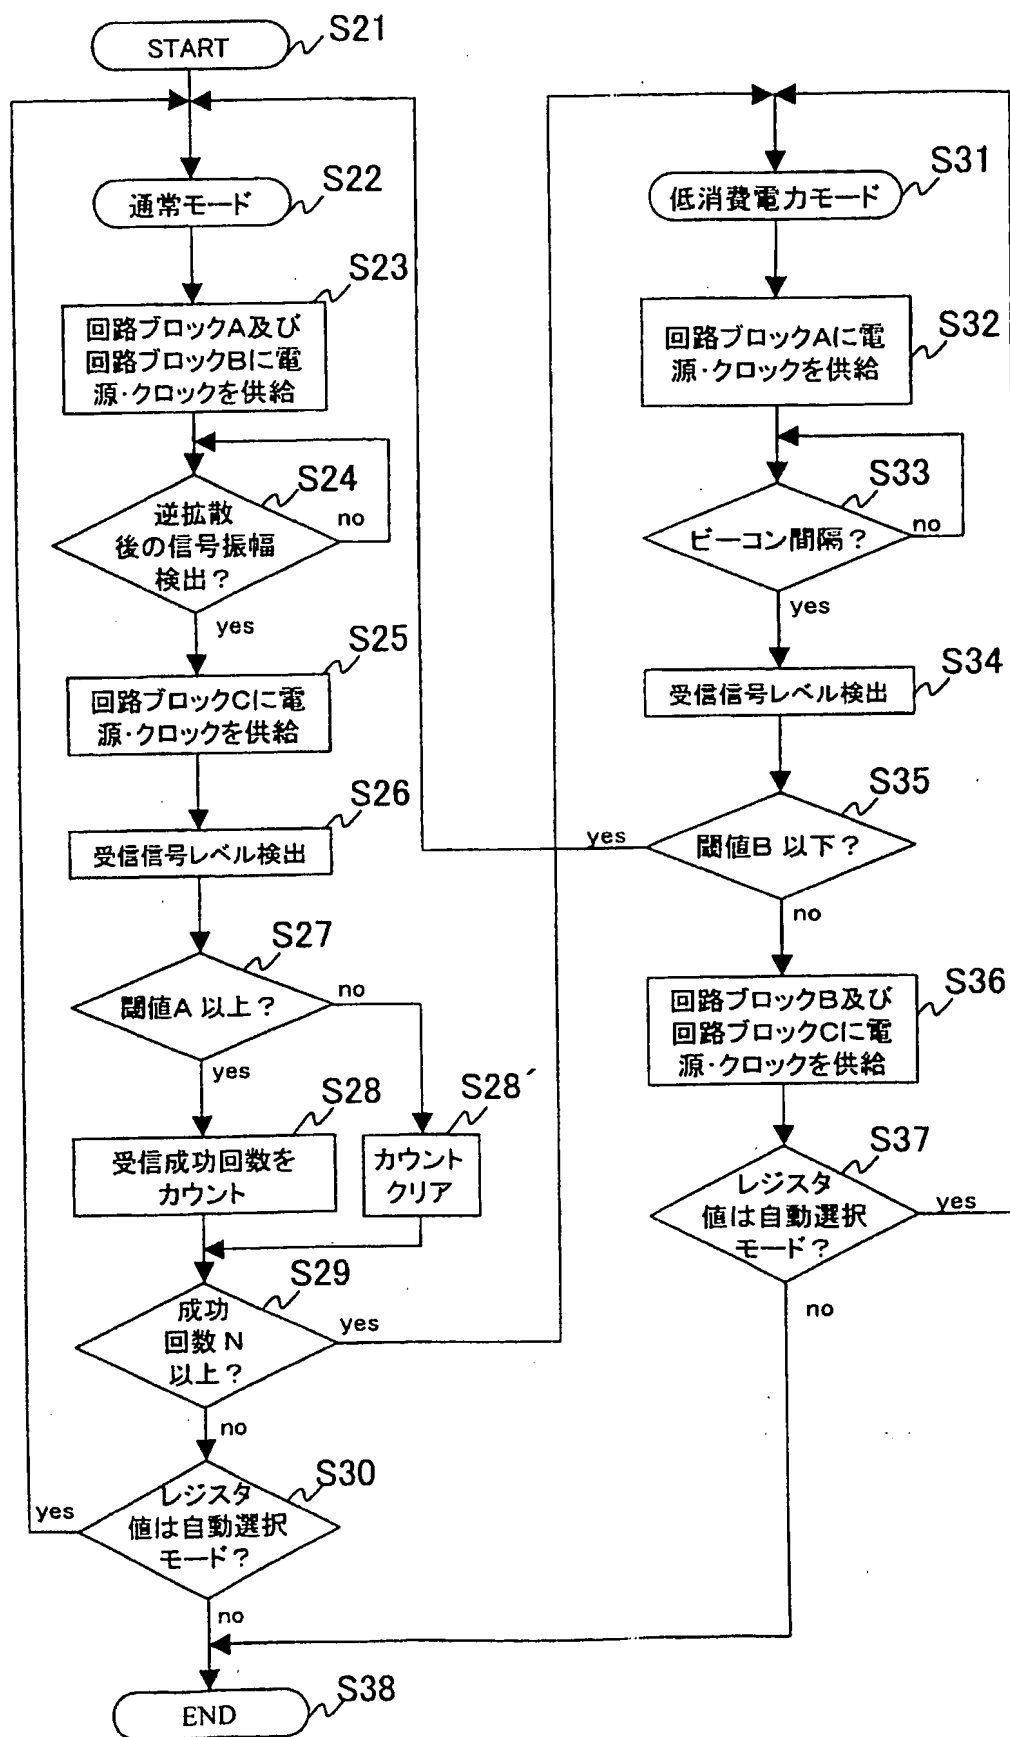 START
S21
通常モード
S22
回路ブロックA及び
回路ブロックBに電
源・クロックを供給
S23
逆拡散
後の信号振幅
検出？
S24
no
yes
回路ブロックCに電
源・クロックを供給
S25
受信信号レベル検出
S26
閾値A 以上？
S27
no
yes
受信成功回数を
カウント
S28
カウント
クリア
S28´
成功
回数 N
以上？
S29
yes
no
レジスタ
値は自動選択
モード？
S30
yes
no
END
S38
低消費電力モード
S31
回路ブロックAに電
源・クロックを供給
S32
ビーコン間隔？
S33
no
yes
受信信号レベル検出
S34
閾値B 以下？
S35
yes
no
回路ブロックB及び
回路ブロックCに電
源・クロックを供給
S36
レジスタ
値は自動選択
モード？
S37
yes
no